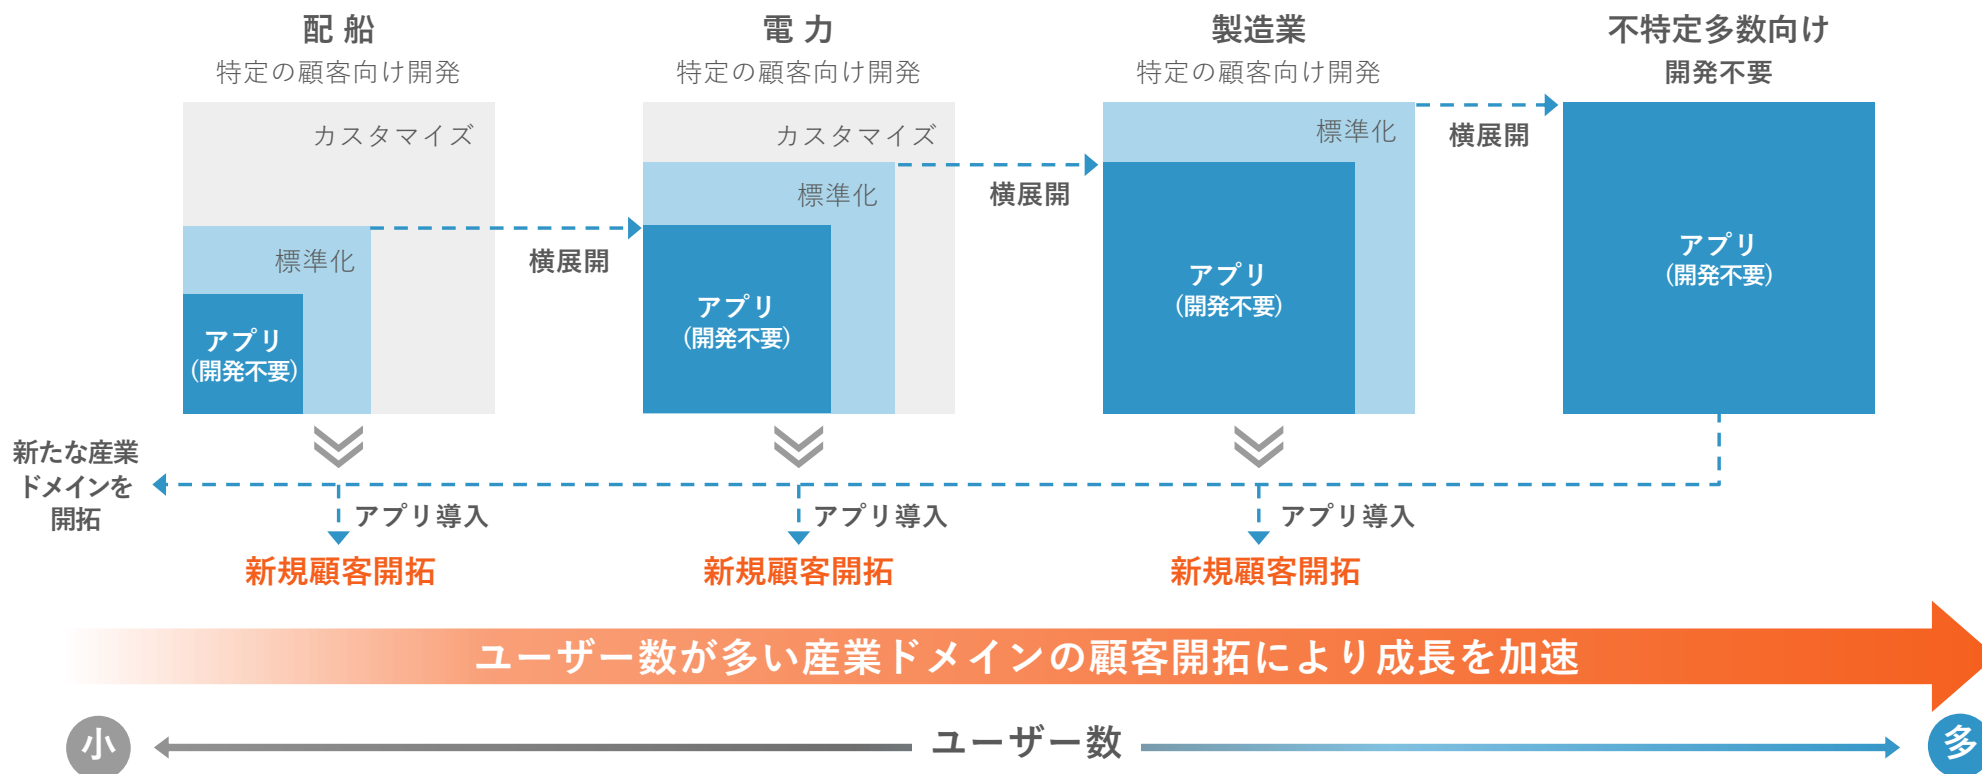 配 船
特定の顧客向け開発
カスタマイズ
標準化
アプリ
(開発不要)
横展開
電 力
特定の顧客向け開発
カスタマイズ
標準化
アプリ
(開発不要)
横展開
製造業
特定の顧客向け開発
標準化
アプリ
(開発不要)
横展開
不特定多数向け
開発不要
アプリ
(開発不要)
新たな産業
ドメインを
開拓
アプリ導入
新規顧客開拓
アプリ導入
新規顧客開拓
アプリ導入
新規顧客開拓
ユーザー数が多い産業ドメインの顧客開拓により成長を加速
小
ユーザー数
多